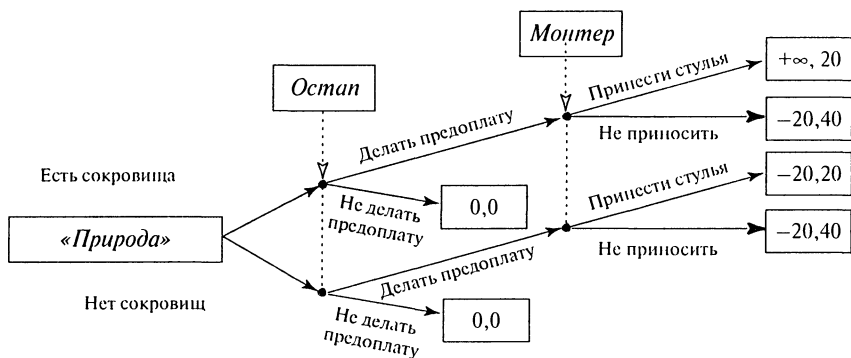 Монтер
+∞, 20
Остап
Принести стулья
Делать предоплату
Не приносить
−20,40
Есть сокровища
−20,20
Принести стулья
Не делать
предоплату
0,0
«Природа»
Делать предоплату
Не приносить
−20,40
Нет сокровищ
Не делать
предоплату
0,0